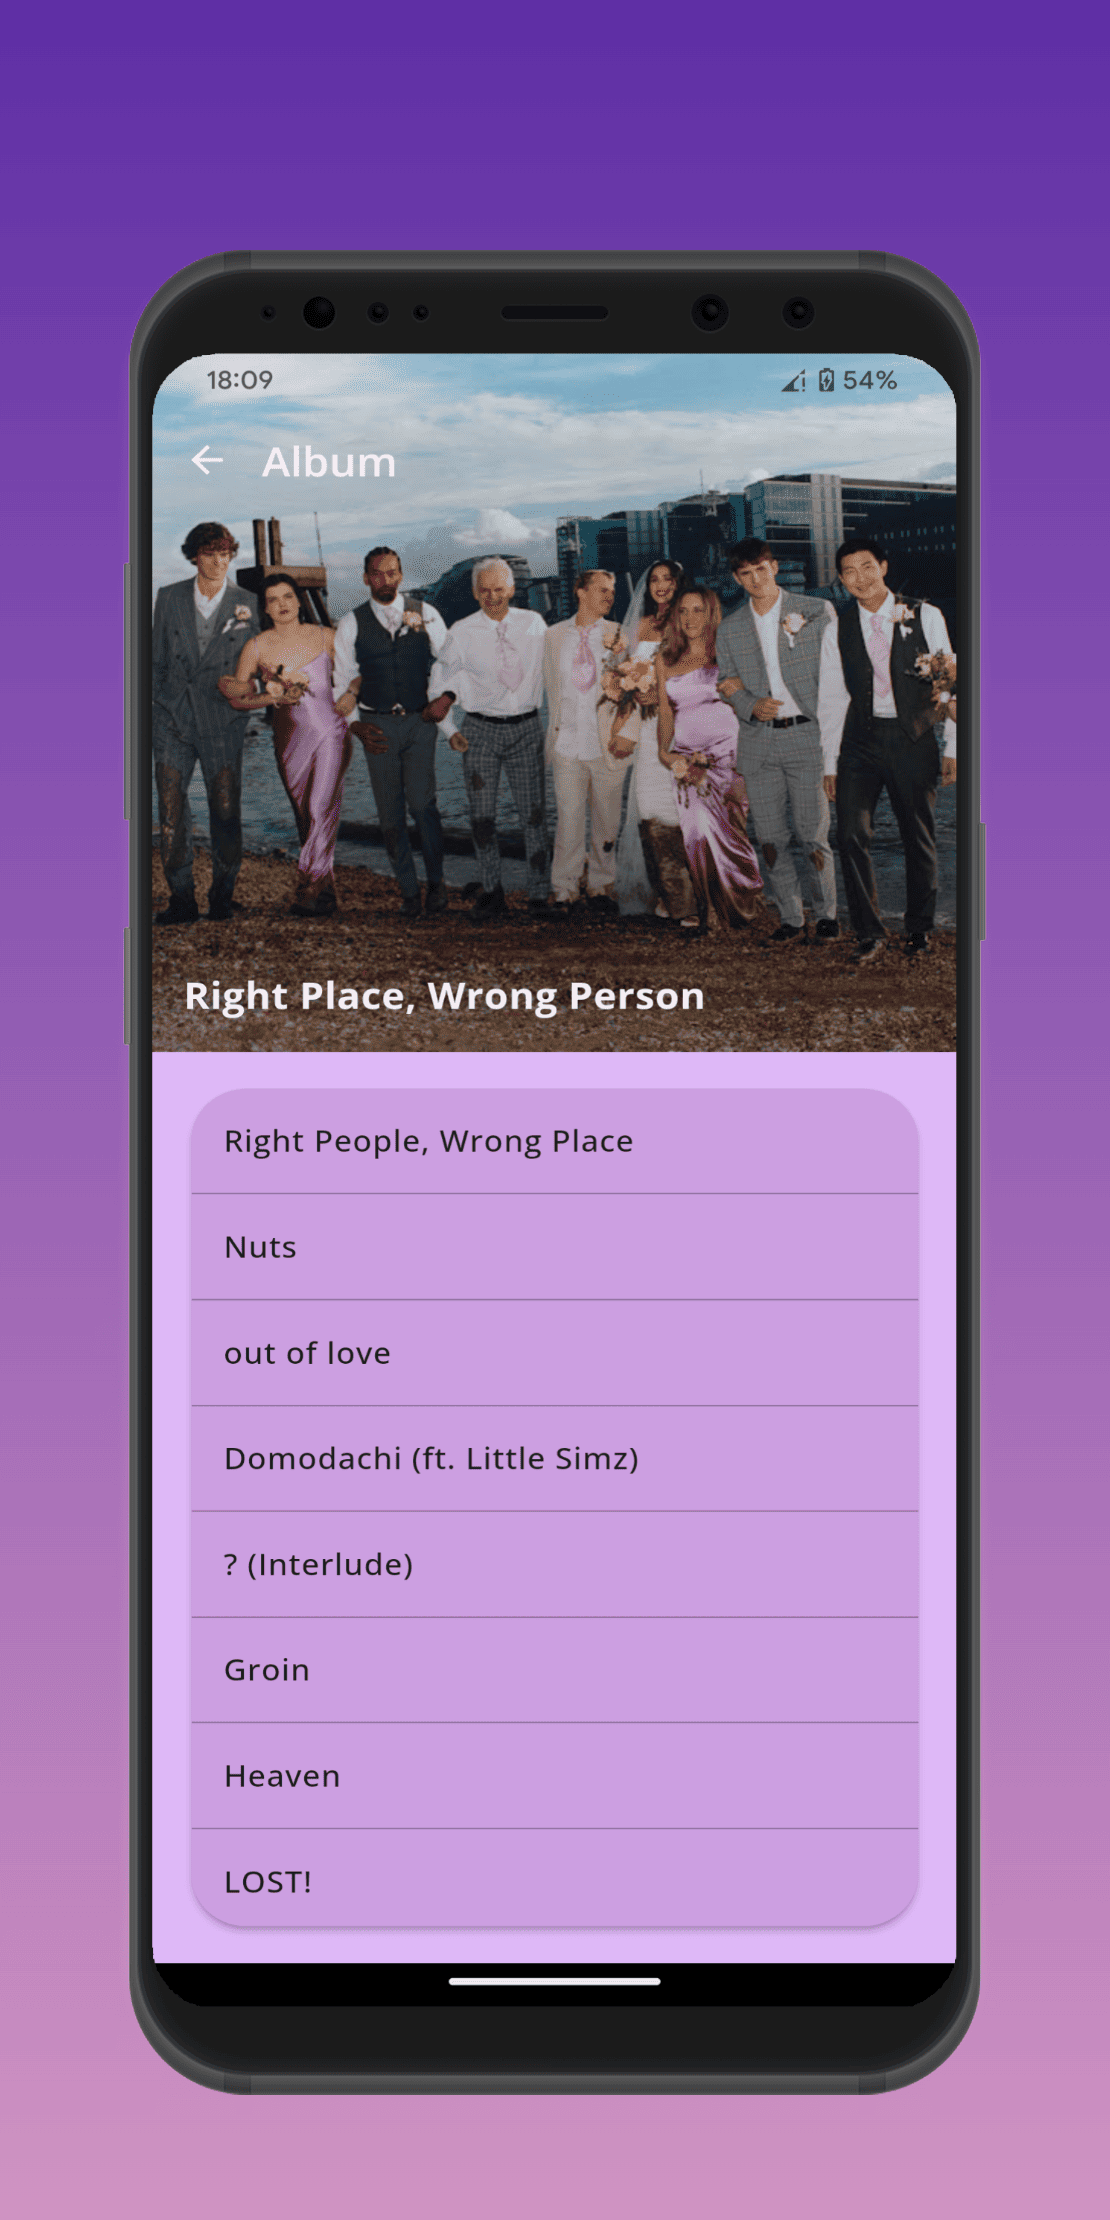 18:09
54%
Album
Right Place, Wrong Person
Right People, Wrong Place
Nuts
out of love
Domodachi (ft. Little Simz)
? (Interlude)
Groin
Heaven
LOST!